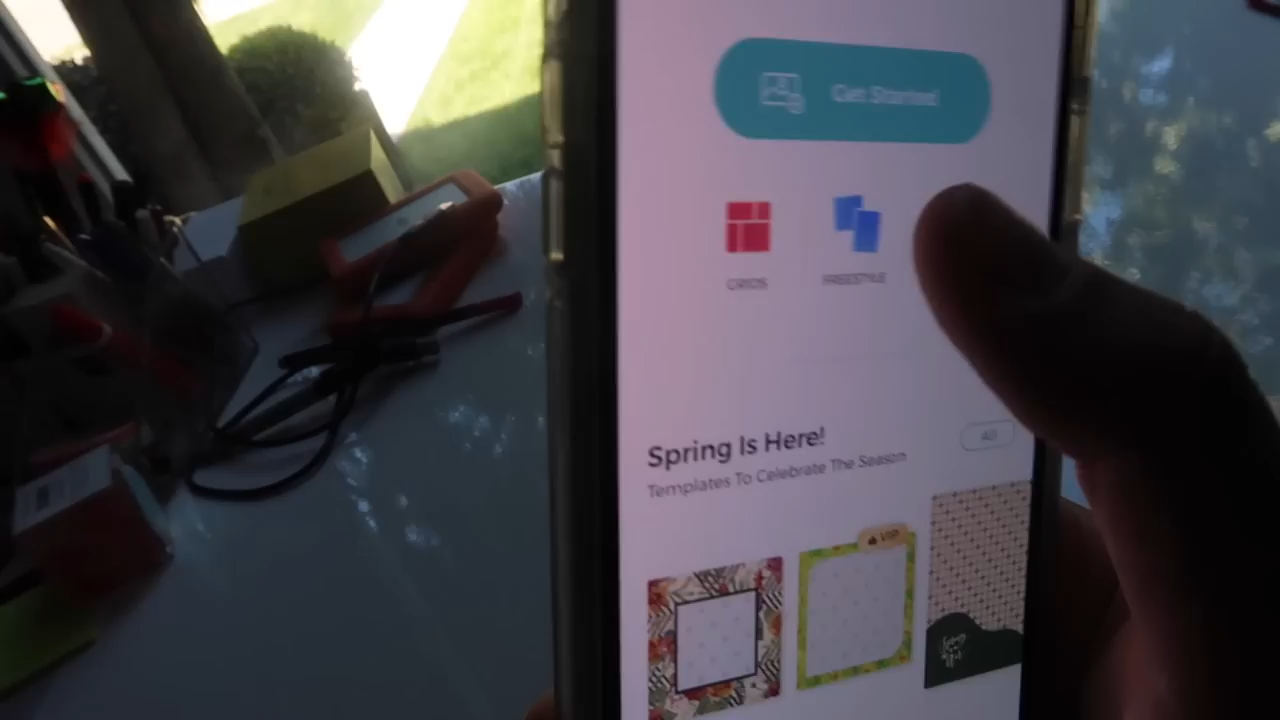 Get Started
GRIDS
FREESTYLE
Spring Is Here!
All
Templates To Celebrate The Season
VIP